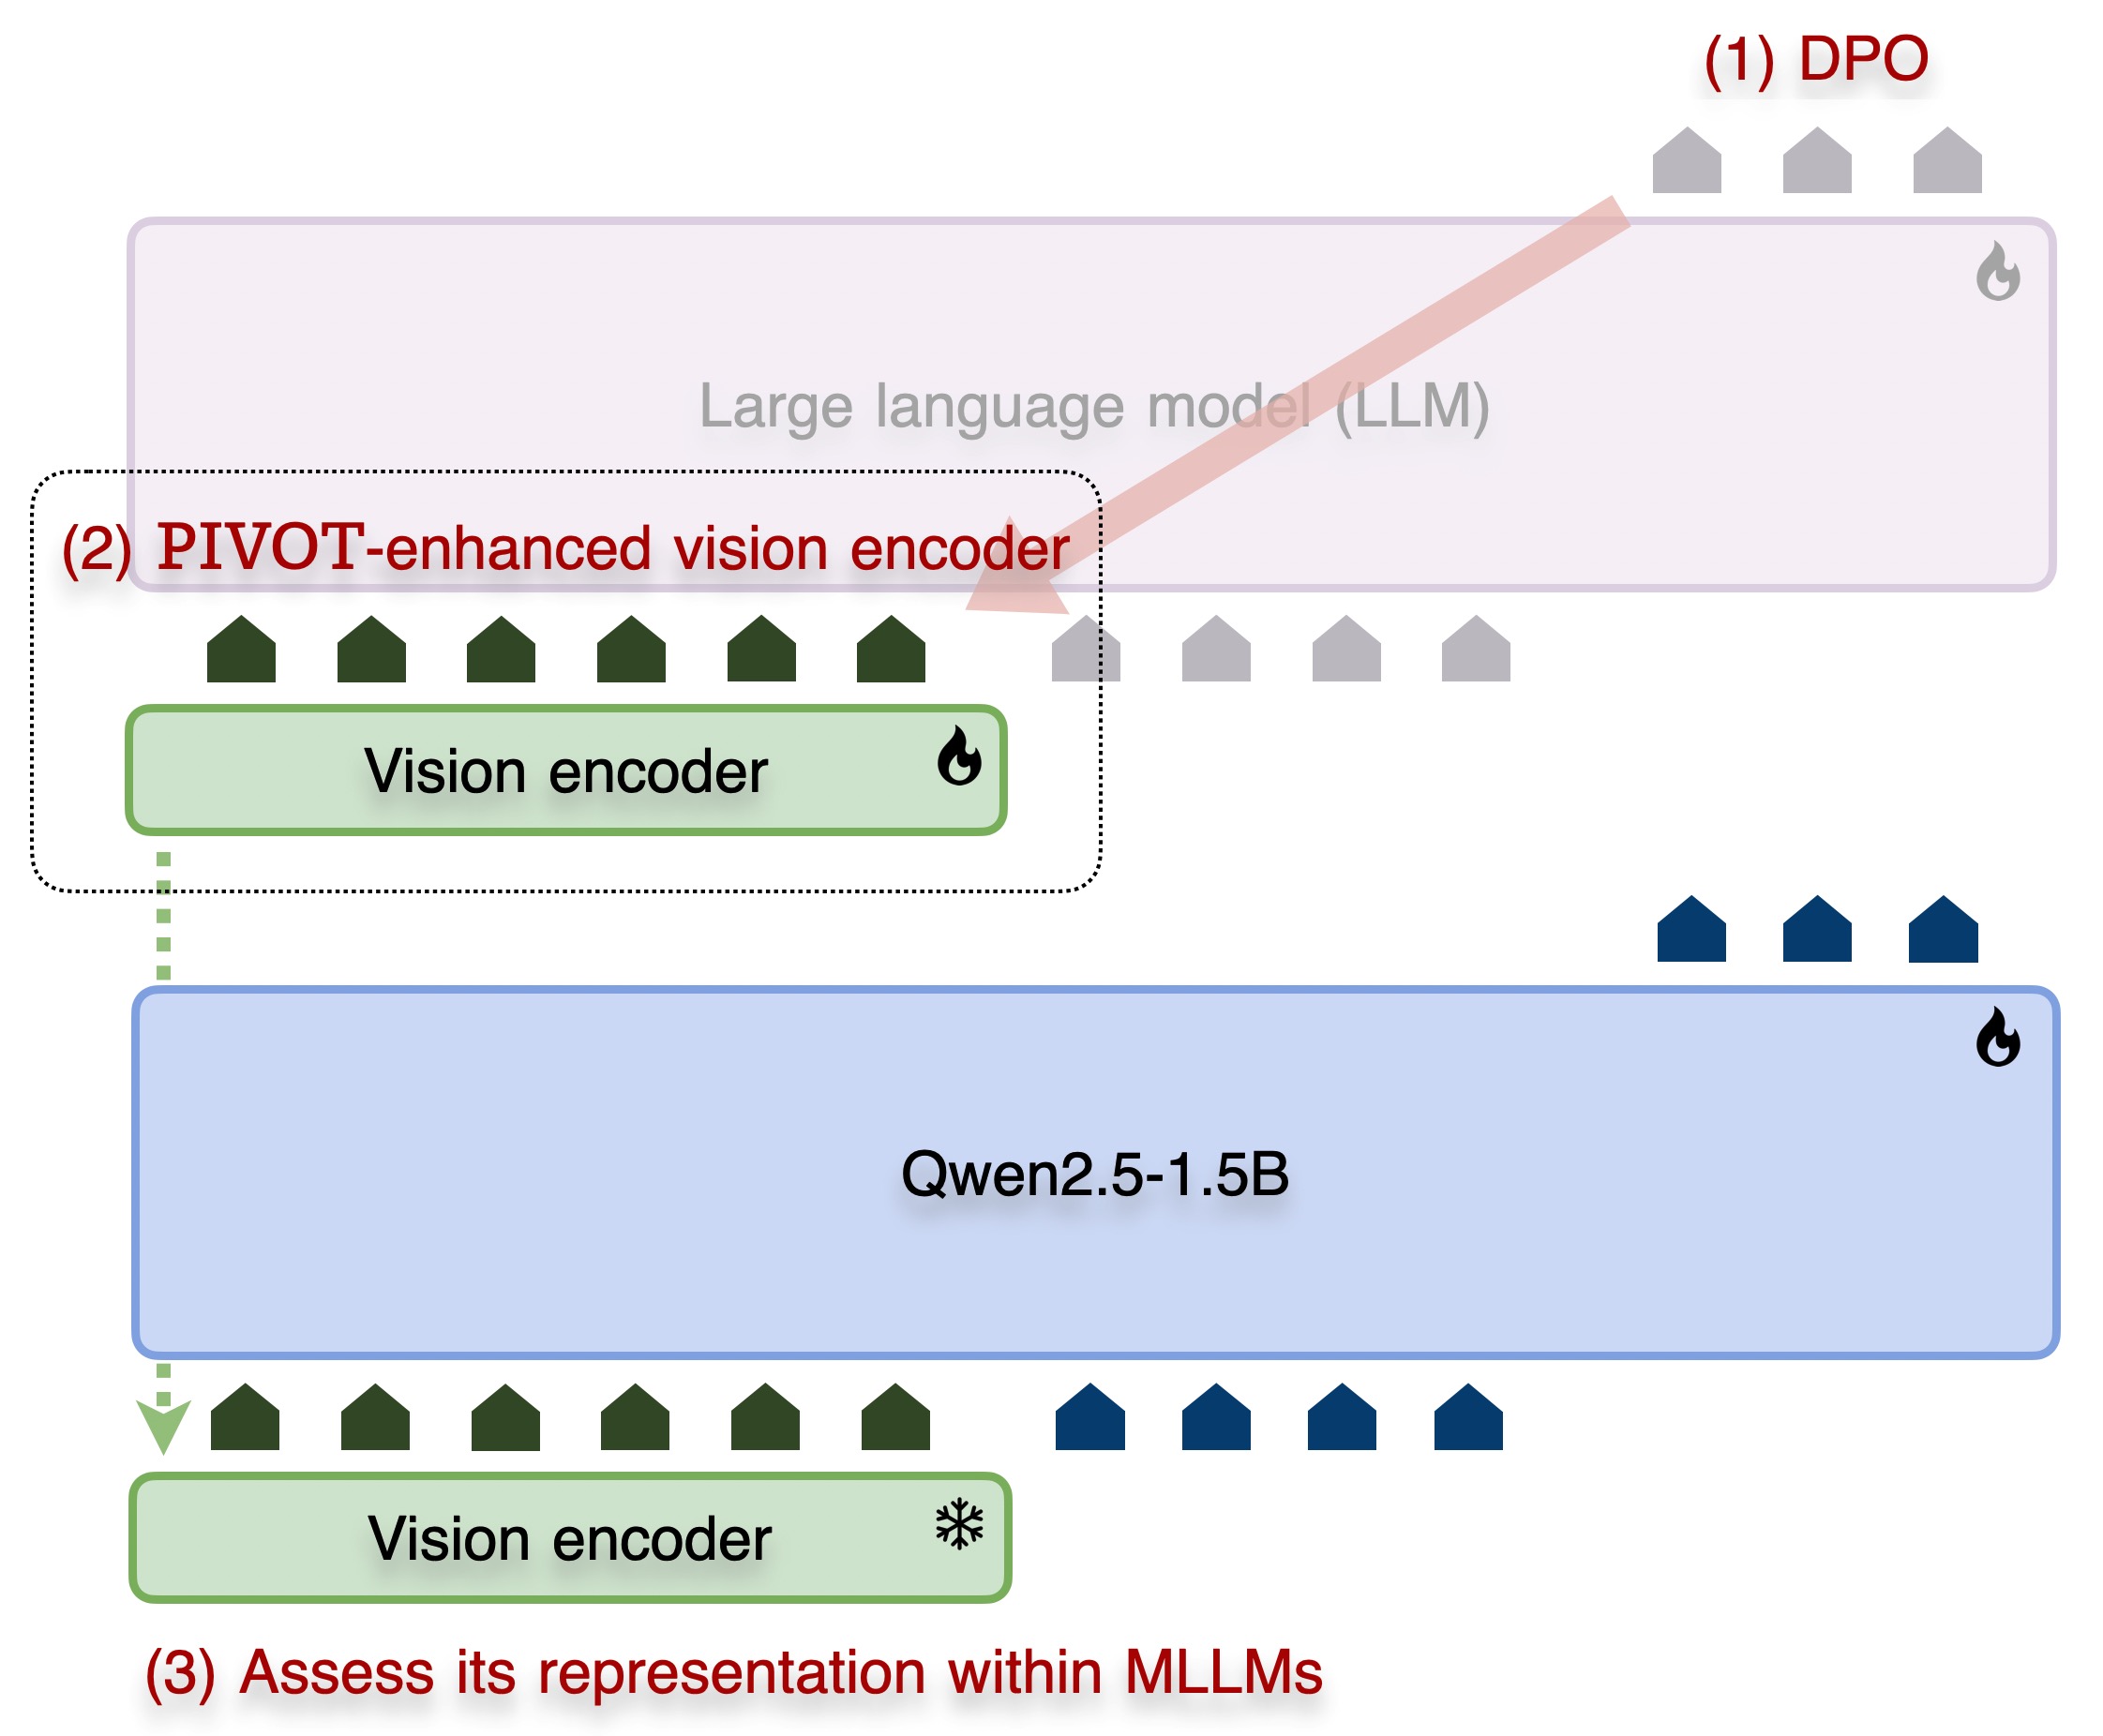 (1) DPO
Large language model (LLM)
(2) PIVOT-enhanced vision encoder
Vision encoder
Qwen2.5-1.5B
Vision encoder
(3) Assess its representation within MLLMs